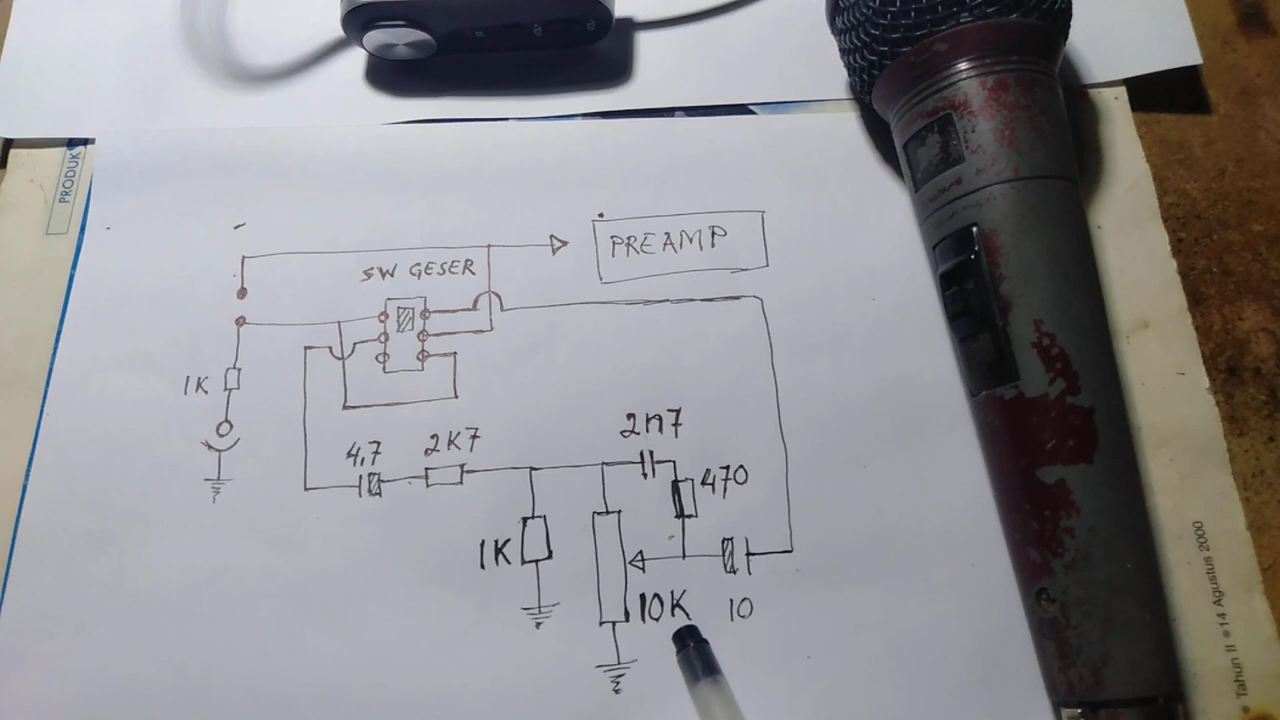 PRODUK
PREAMP
SW GESER
1K
4,7
2K7
2n7
470
1K
10K
10
Tahun II • 14 Agustus 2000